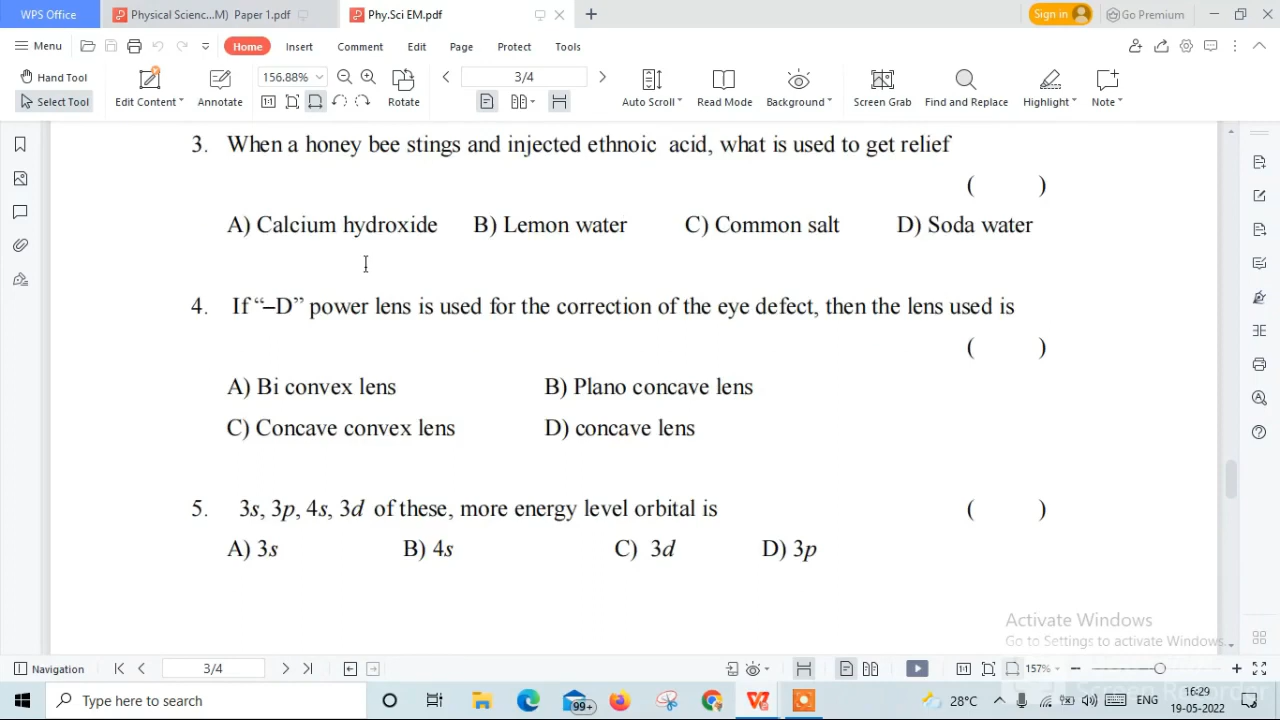 WPS Office
Physical Scienc...M) Paper 1.pdf
Phy.Sci EM.pdf
Sign in
Go Premium
Menu
Home
Insert
Comment
Edit
Page
Protect
Tools
Hand Tool
Select Tool
Edit Content
Annotate
156.88%
Rotate
3/4
Auto Scroll
Read Mode
Background
Screen Grab
Find and Replace
Highlight
Note
3. When a honey bee stings and injected ethnoic acid, what is used to get relief
( )
A) Calcium hydroxide B) Lemon water C) Common salt D) Soda water
4. If “–D” power lens is used for the correction of the eye defect, then the lens used is
( )
A) Bi convex lens B) Plano concave lens
C) Concave convex lens D) concave lens
5. 3s, 3p, 4s, 3d of these, more energy level orbital is ( )
A) 3s B) 4s C) 3d D) 3p
Activate Windows
Go to Settings to activate Windows.
Navigation
3/4
157%
Type here to search
99+
28°C
ENG
16:29
19-05-2022